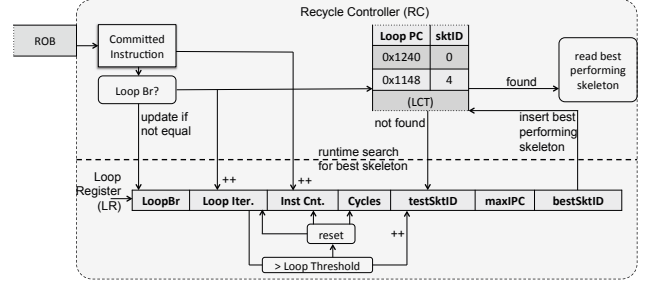 Recycle Controller (RC)
ROB
Committed
Instruction
Loop Br?
Loop PC sktID
0x1240 0
0x1148 4
(LCT)
found
read best
performing
skeleton
update if
not equal
not found
insert best
performing
skeleton
runtime search
for best skeleton
Loop
Register
(LR)
++
++
LoopBr Loop Iter. Inst Cnt. Cycles testSktID maxIPC bestSktID
reset
++
> Loop Threshold